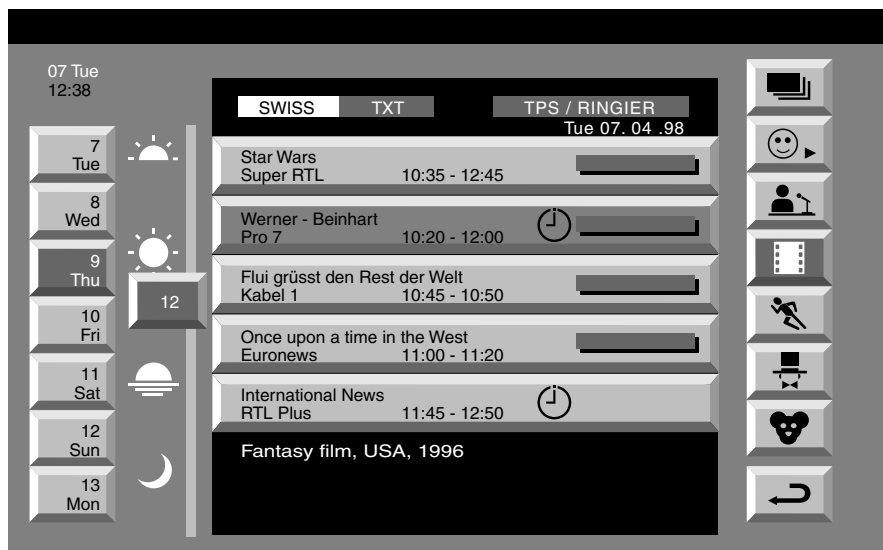 07 Tue
12:38
SWISS TXT TPS / RINGIER
Tue 07. 04 .98
7
Tue
8
Wed
9
Thu
10
Fri
11
Sat
12
Sun
13
Mon
12
Star Wars
Super RTL 10:35 - 12:45
Werner - Beinhart
Pro 7 10:20 - 12:00
Flui grüsst den Rest der Welt
Kabel 1 10:45 - 10:50
Once upon a time in the West
Euronews 11:00 - 11:20
International News
RTL Plus 11:45 - 12:50
Fantasy film, USA, 1996